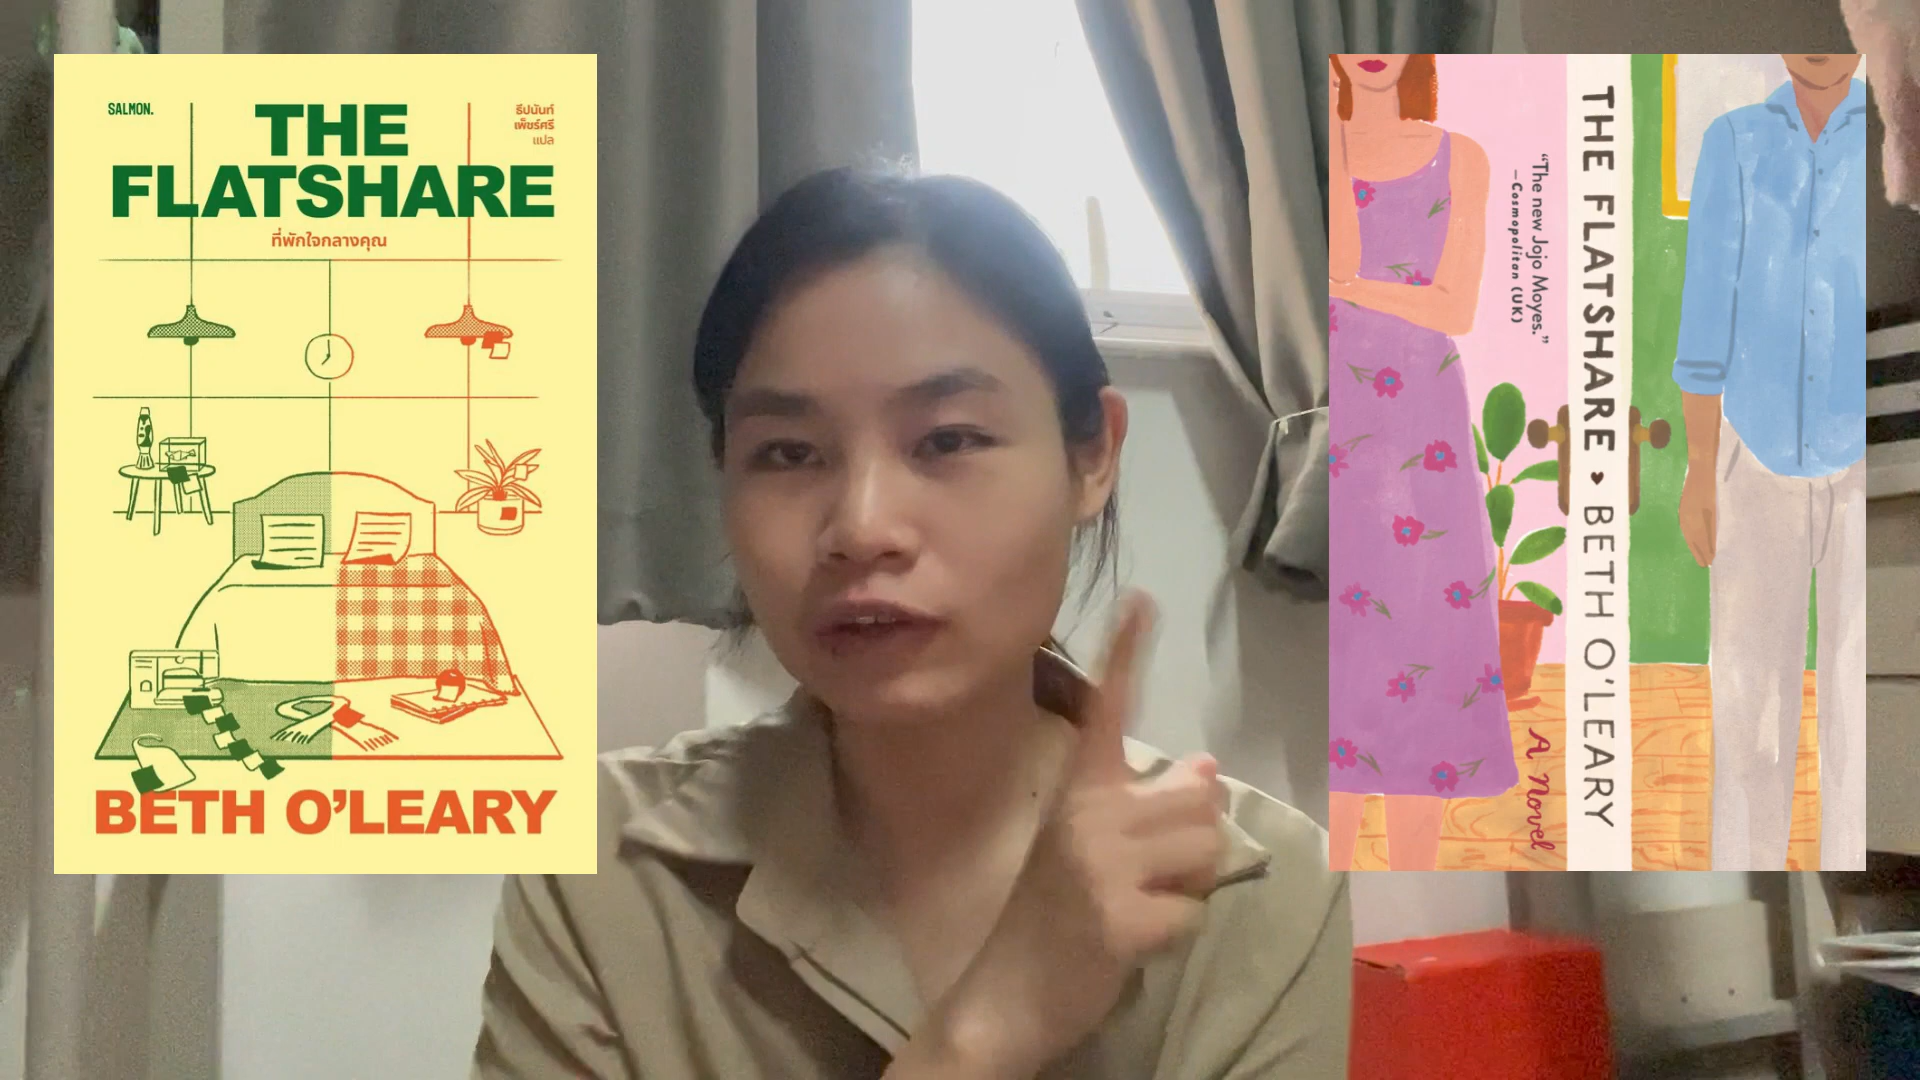 SALMON.
THE
FLATSHARE
ธีปนันท์
เพ็ชร์ศรี
แปล
ที่พักใจกลางคุณ
BETH O’LEARY
“The new Jojo Moyes.”
—Cosmopolitan (UK)
THE FLATSHARE ♥ BETH O’LEARY
A Novel